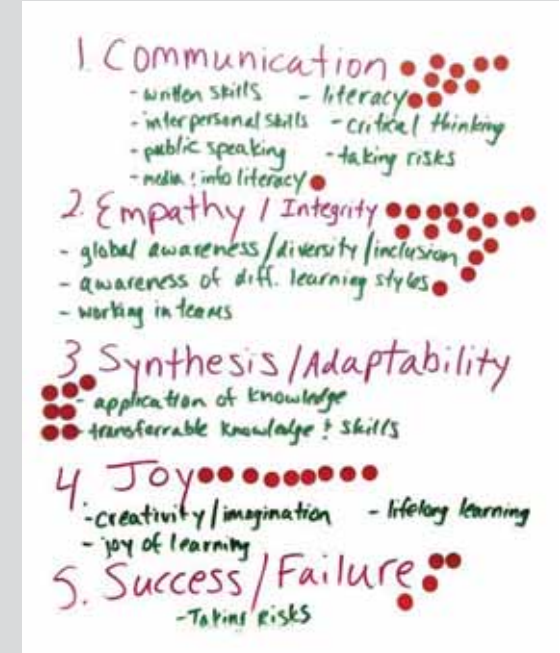 1. Communication
- written skills - literacy
- interpersonal skills - critical thinking
- public speaking - taking risks
- media & info literacy
2. Empathy / Integrity
- global awareness/diversity/inclusion
- awareness of diff. learning styles
- working in teams
3. Synthesis/Adaptability
- application of knowledge
- transferrable knowledge & skills
4. Joy
-creativity/imagination - lifelong learning
- joy of learning
5. Success/Failure
-Taking Risks